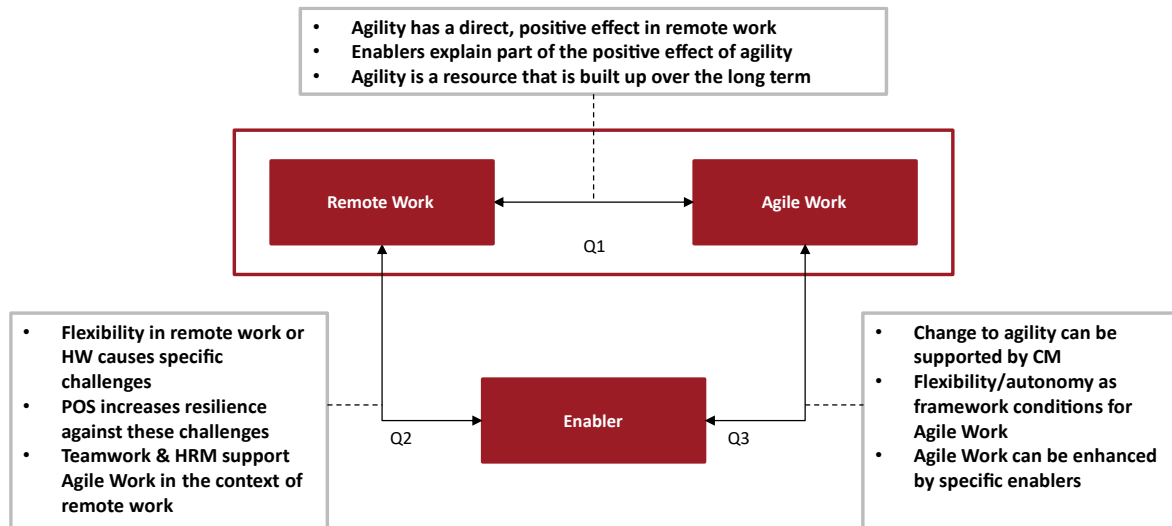 • Agility has a direct, positive effect in remote work
• Enablers explain part of the positive effect of agility
• Agility is a resource that is built up over the long term
Remote Work
Agile Work
Q1
• Flexibility in remote work or
HW causes specific
challenges
• POS increases resilience
against these challenges
• Teamwork & HRM support
Agile Work in the context of
remote work
Q2
Enabler
Q3
• Change to agility can be
supported by CM
• Flexibility/autonomy as
framework conditions for
Agile Work
• Agile Work can be enhanced
by specific enablers